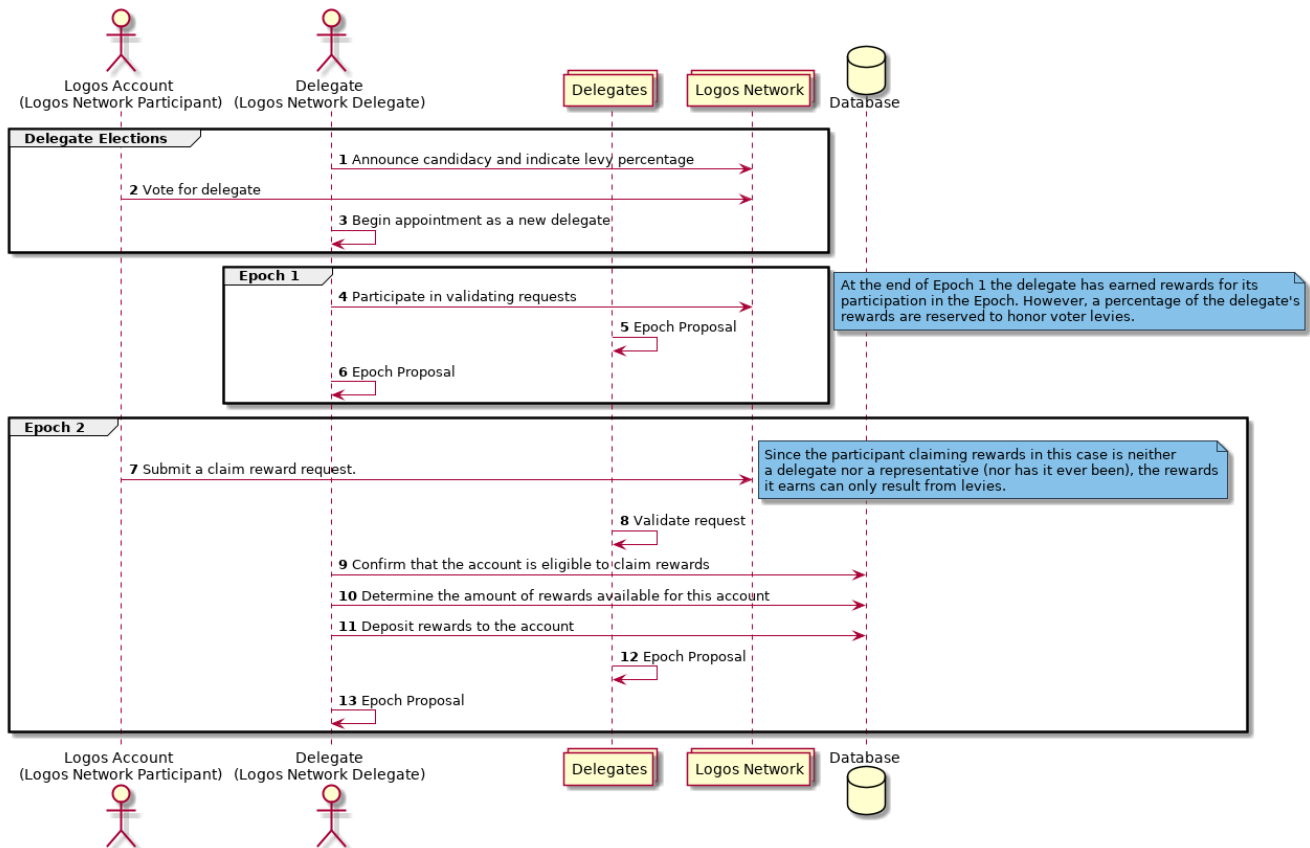 Logos Account
(Logos Network Participant)
Delegate
(Logos Network Delegate)
Delegates
Logos Network
Database
Delegate Elections
1 Announce candidacy and indicate levy percentage
2 Vote for delegate
3 Begin appointment as a new delegate
Epoch 1
At the end of Epoch 1 the delegate has earned rewards for its
participation in the Epoch. However, a percentage of the delegate's
rewards are reserved to honor voter levies.
4 Participate in validating requests
5 Epoch Proposal
6 Epoch Proposal
Epoch 2
7 Submit a claim reward request.
Since the participant claiming rewards in this case is neither
a delegate nor a representative (nor has it ever been), the rewards
it earns can only result from levies.
8 Validate request
9 Confirm that the account is eligible to claim rewards
10 Determine the amount of rewards available for this account
11 Deposit rewards to the account
12 Epoch Proposal
13 Epoch Proposal
Logos Account
(Logos Network Participant)
Delegate
(Logos Network Delegate)
Delegates
Logos Network
Database